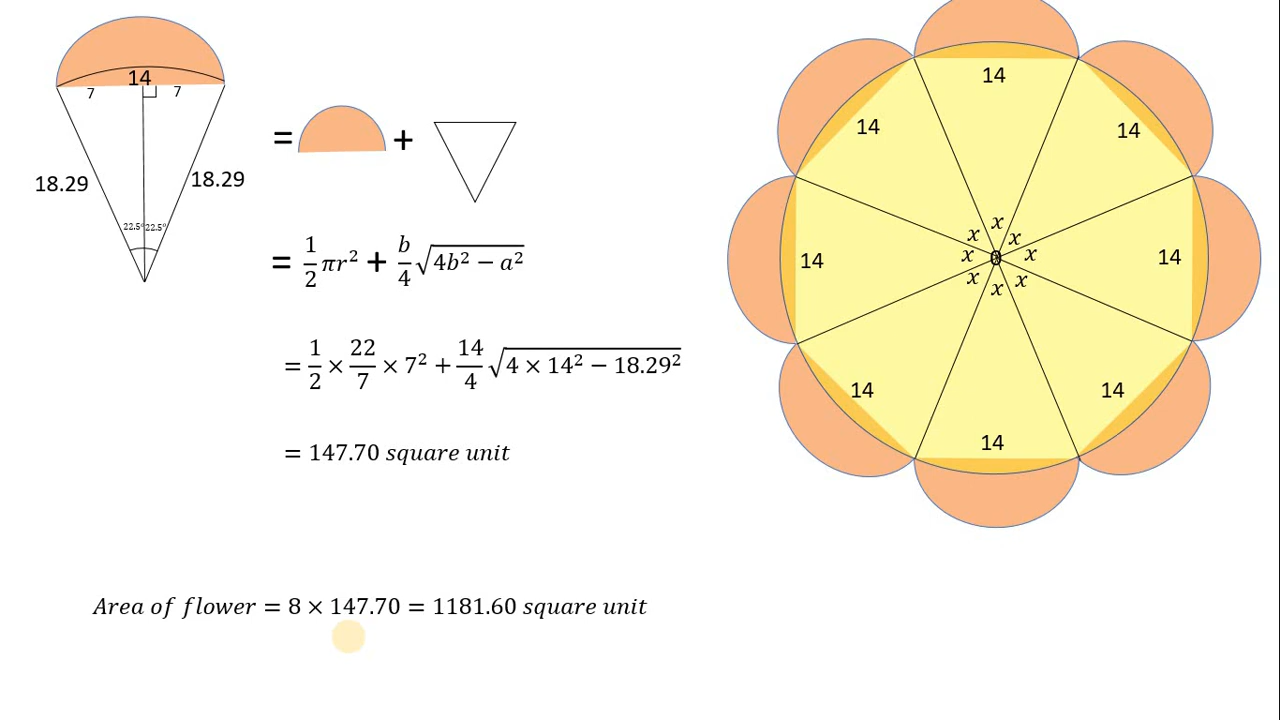 14
7 7
18.29 18.29
22.5° 22.5°
= +
= 1/2 πr² + b/4 √(4b² − a²)
= 1/2 × 22/7 × 7² + 14/4 √(4 × 14² − 18.29²)
= 147.70 square unit
Area of flower = 8 × 147.70 = 1181.60 square unit
14
14 14
x
x x
x x
x x
x
14 14
14 14
14